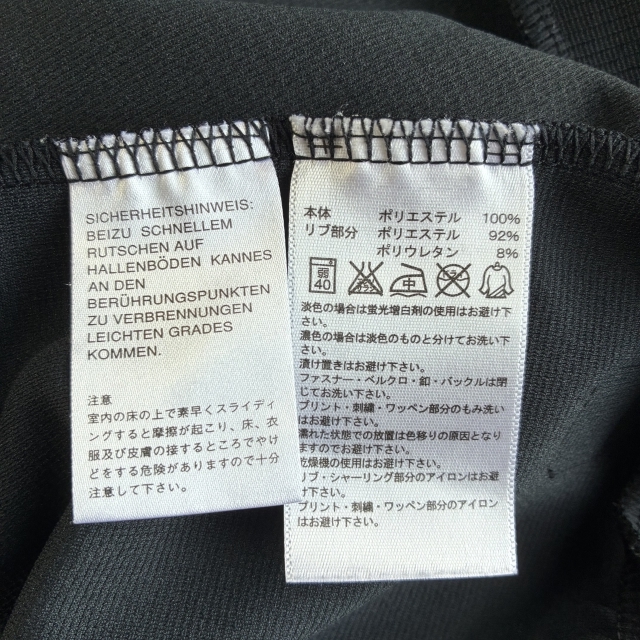 SICHERHEITSHINWEIS:
BEIZU SCHNELLEM
RUTSCHEN AUF
HALLENBÖDEN KANNES
AN DEN
BERÜHRUNGSPUNKTEN
ZU VERBRENNUNGEN
LEICHTEN GRADES
KOMMEN.
注意
室内の床の上で素早くスライディ
ングすると摩擦が起こり、床、衣
服及び皮膚の接するところでやけ
どをする危険がありますので十分
注意して下さい。
本体 ポリエステル 100%
リブ部分 ポリエステル 92%
ポリウレタン 8%
弱 40 中
淡色の場合は蛍光増白剤の使用はお避け下
さい。
濃色の場合は淡色のものと分けてお洗い下
さい。
漬け置きはお避け下さい。
ファスナー・ベルクロ・釦・バックルは閉
じてお洗い下さい。
プリント・刺繍・ワッペン部分のもみ洗い
はお避け下さい。
濡れた状態での放置は色移りの原因となり
ますのでお避け下さい。
乾燥機の使用はお避け下さい。
リブ・シャーリング部分のアイロンはお避
け下さい。
プリント・刺繍・ワッペン部分のアイロン
はお避け下さい。